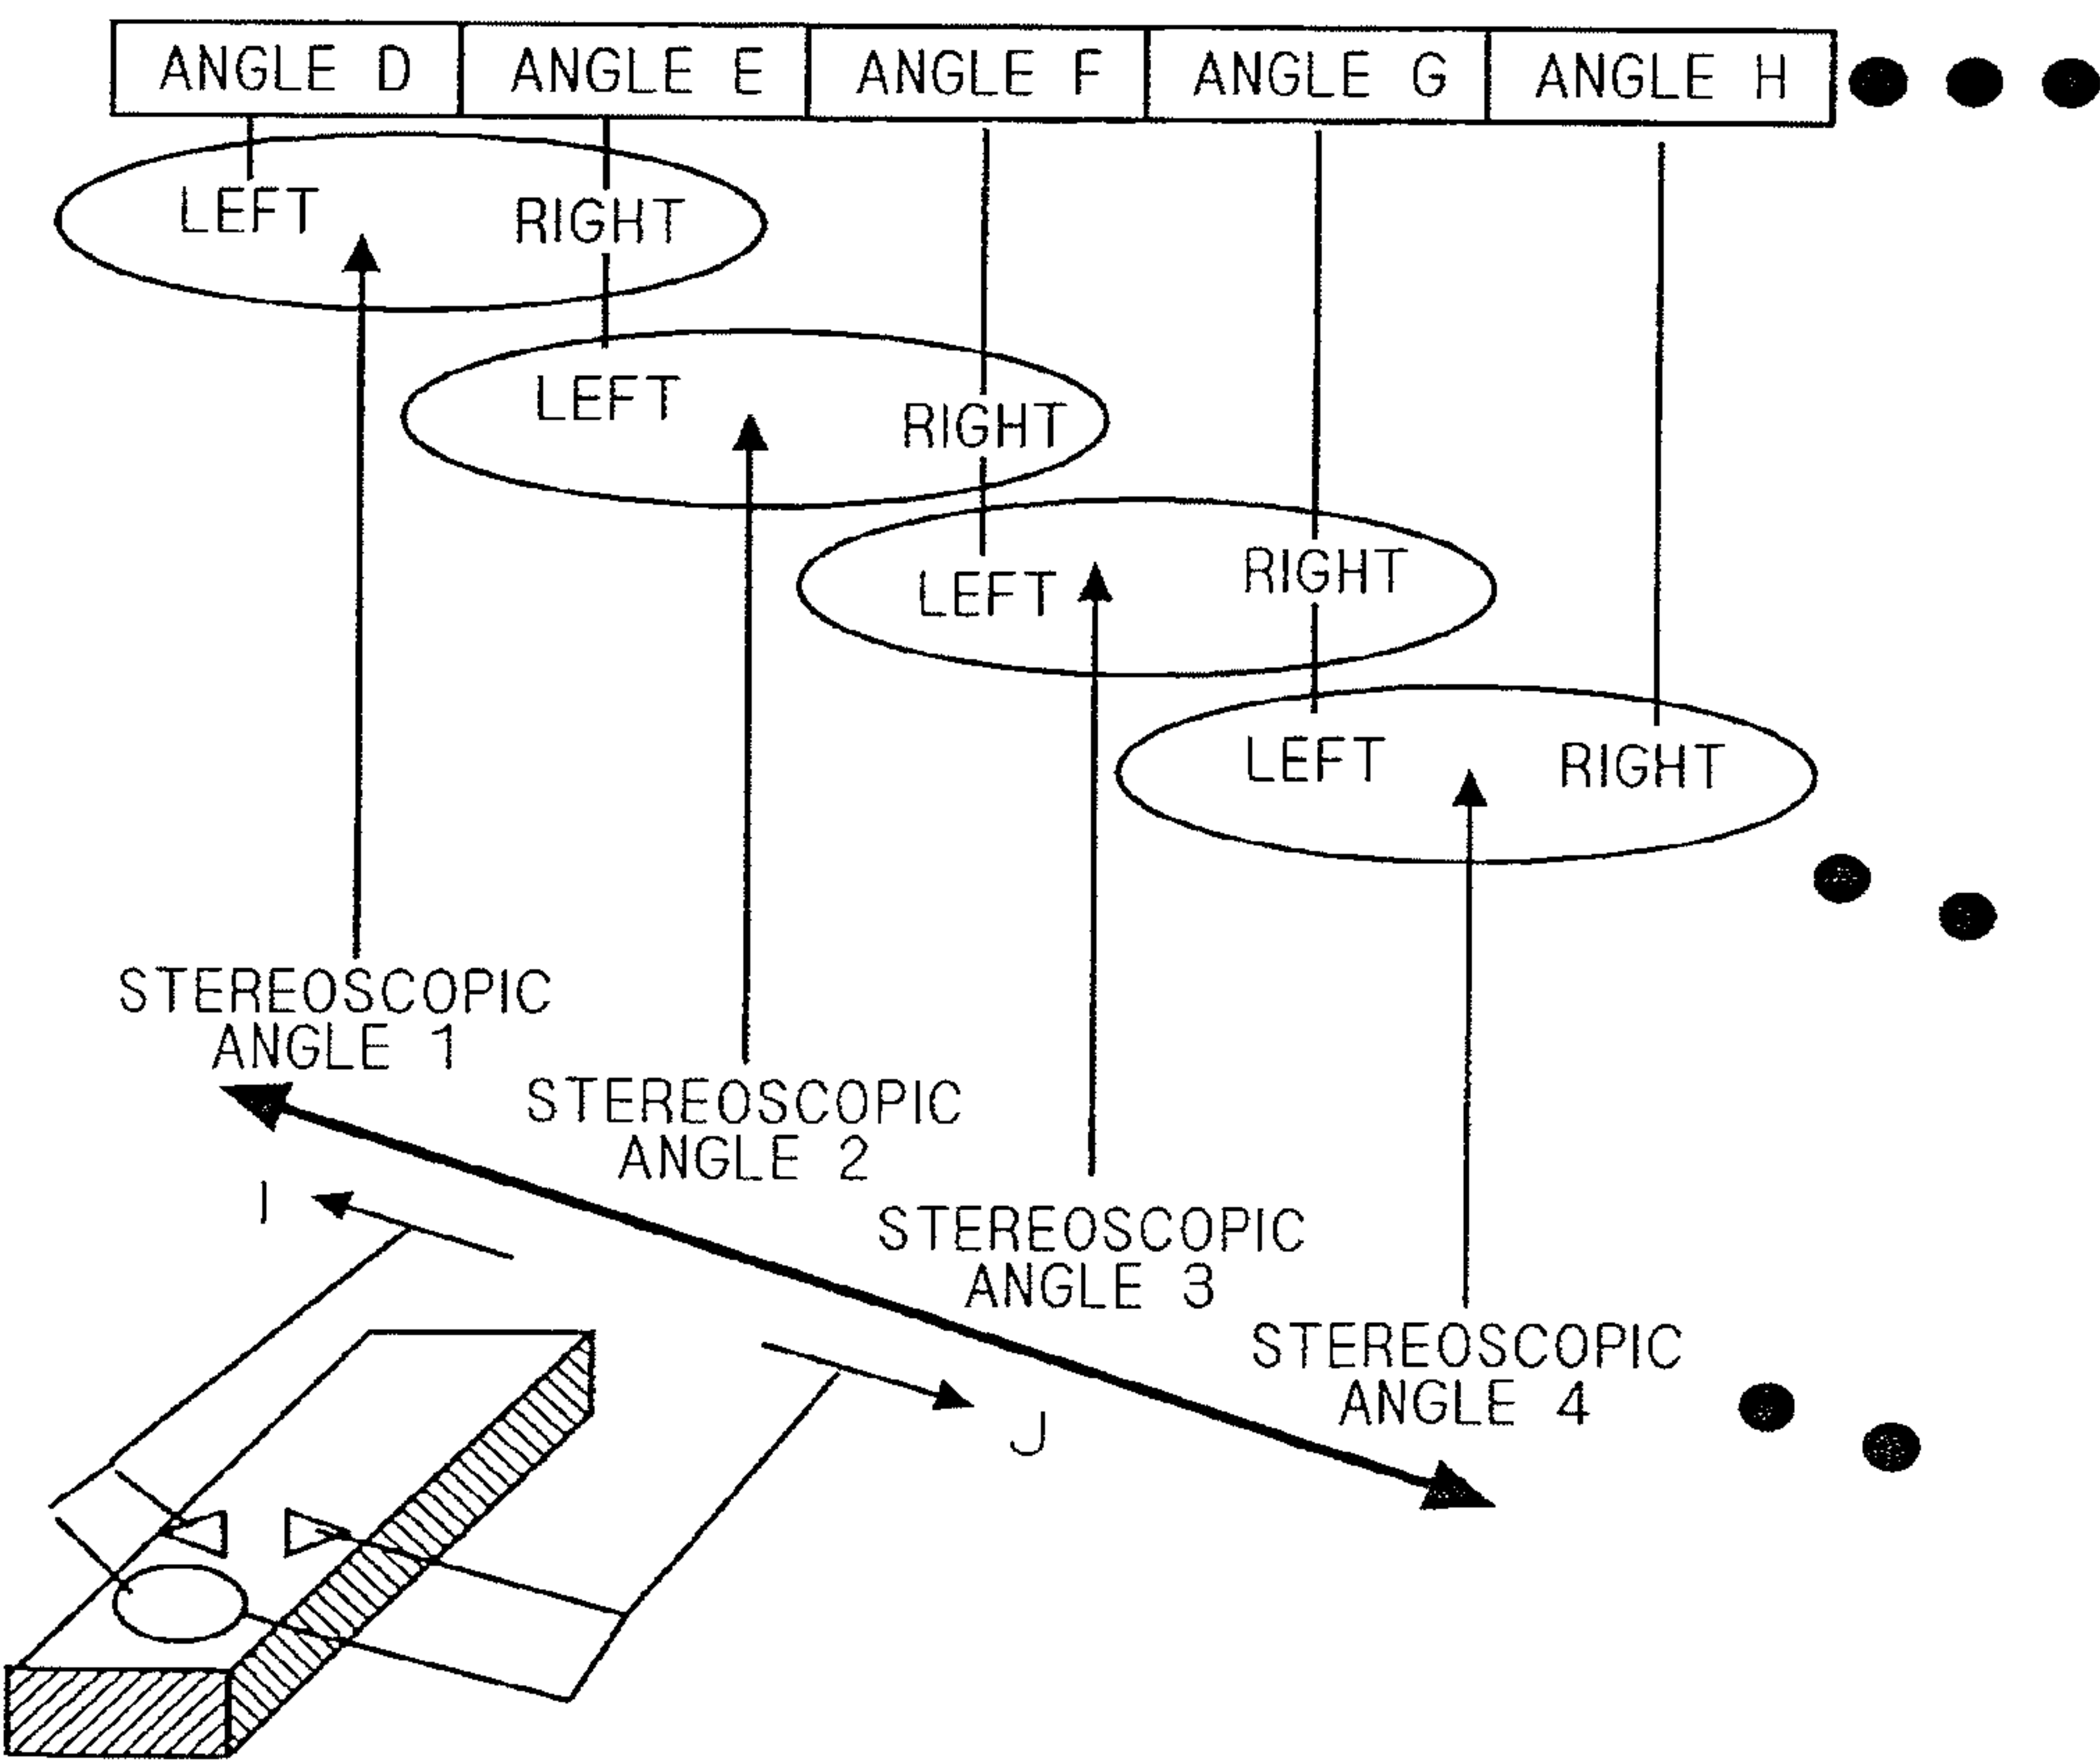 ANGLE D ANGLE E ANGLE F ANGLE G ANGLE H
LEFT RIGHT
LEFT RIGHT
LEFT RIGHT
LEFT RIGHT
STEREOSCOPIC
ANGLE 1
STEREOSCOPIC
ANGLE 2
STEREOSCOPIC
ANGLE 3
STEREOSCOPIC
ANGLE 4
I
J